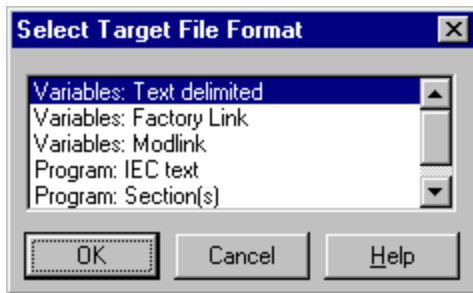 Select Target File Format
Variables: Text delimited
Variables: Factory Link
Variables: Modlink
Program: IEC text
Program: Section(s)
OK Cancel Help